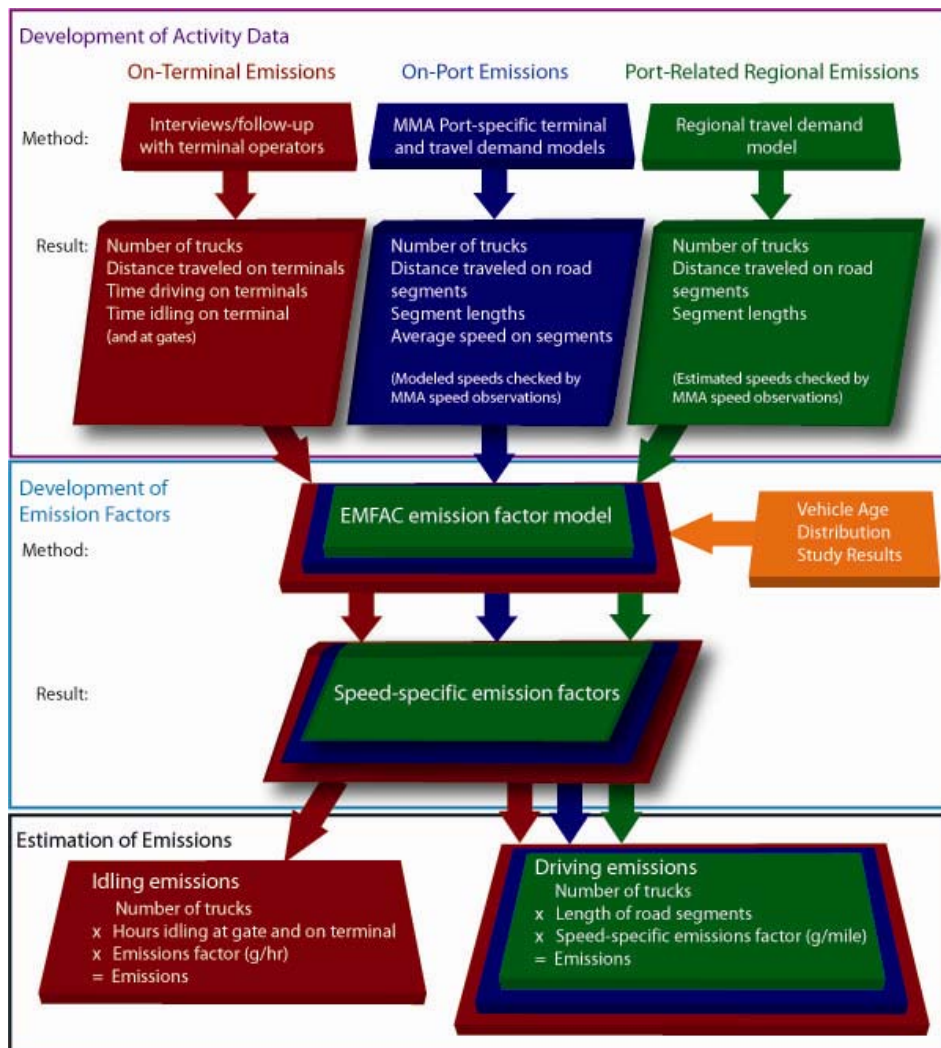 Development of Activity Data
On-Terminal Emissions
On-Port Emissions
Port-Related Regional Emissions
Method:
Interviews/follow-up
with terminal operators
MMA Port-specific terminal
and travel demand models
Regional travel demand
model
Result:
Number of trucks
Distance traveled on terminals
Time driving on terminals
Time idling on terminal
(and at gates)
Number of trucks
Distance traveled on road
segments
Segment lengths
Average speed on segments
(Modeled speeds checked by
MMA speed observations)
Number of trucks
Distance traveled on road
segments
Segment lengths
(Estimated speeds checked by
MMA speed observations)
Development of
Emission Factors
Method:
EMFAC emission factor model
Vehicle Age
Distribution
Study Results
Result:
Speed-specific emission factors
Estimation of Emissions
Idling emissions
Number of trucks
x Hours idling at gate and on terminal
x Emissions factor (g/hr)
= Emissions
Driving emissions
Number of trucks
x Length of road segments
x Speed-specific emissions factor (g/mile)
= Emissions